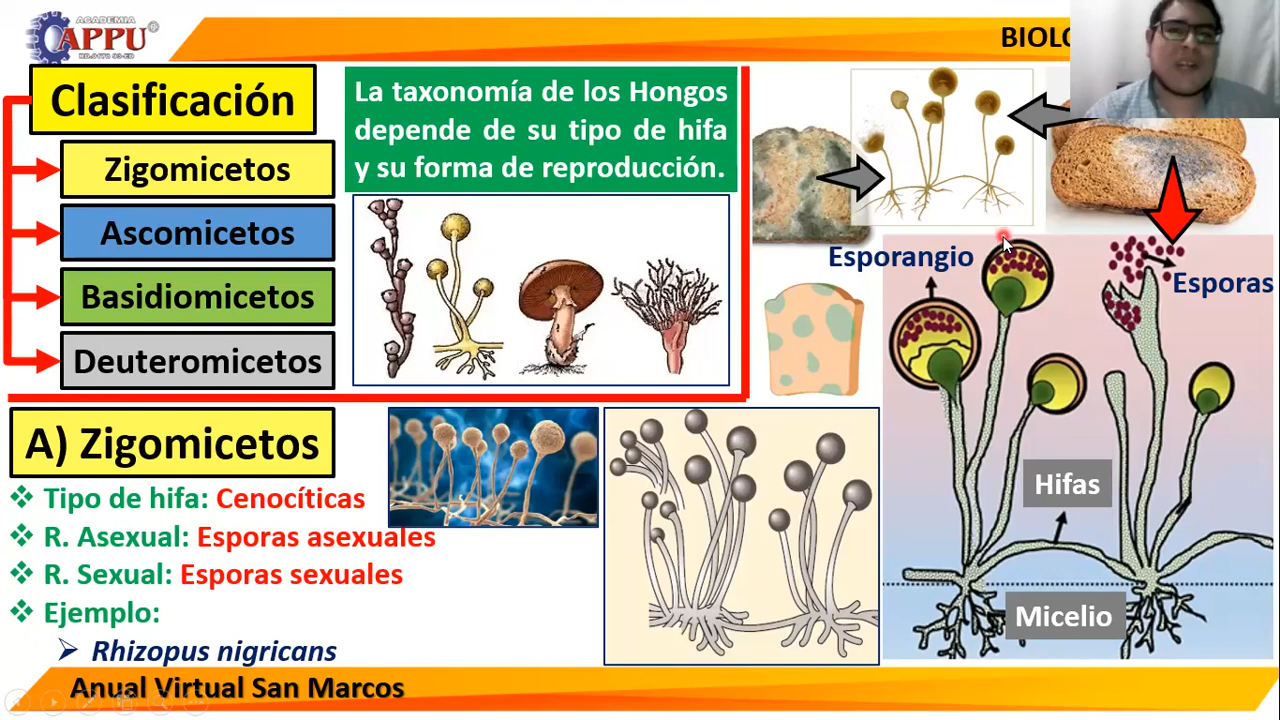 ACADEMIA
APPU
BIOLO
Clasificación
Zigomicetos
Ascomicetos
Basidiomicetos
Deuteromicetos
La taxonomía de los Hongos
depende de su tipo de hifa
y su forma de reproducción.
Esporangio
Esporas
Hifas
Micelio
A) Zigomicetos
Tipo de hifa: Cenocíticas
R. Asexual: Esporas asexuales
R. Sexual: Esporas sexuales
Ejemplo:
Rhizopus nigricans
Anual Virtual San Marcos